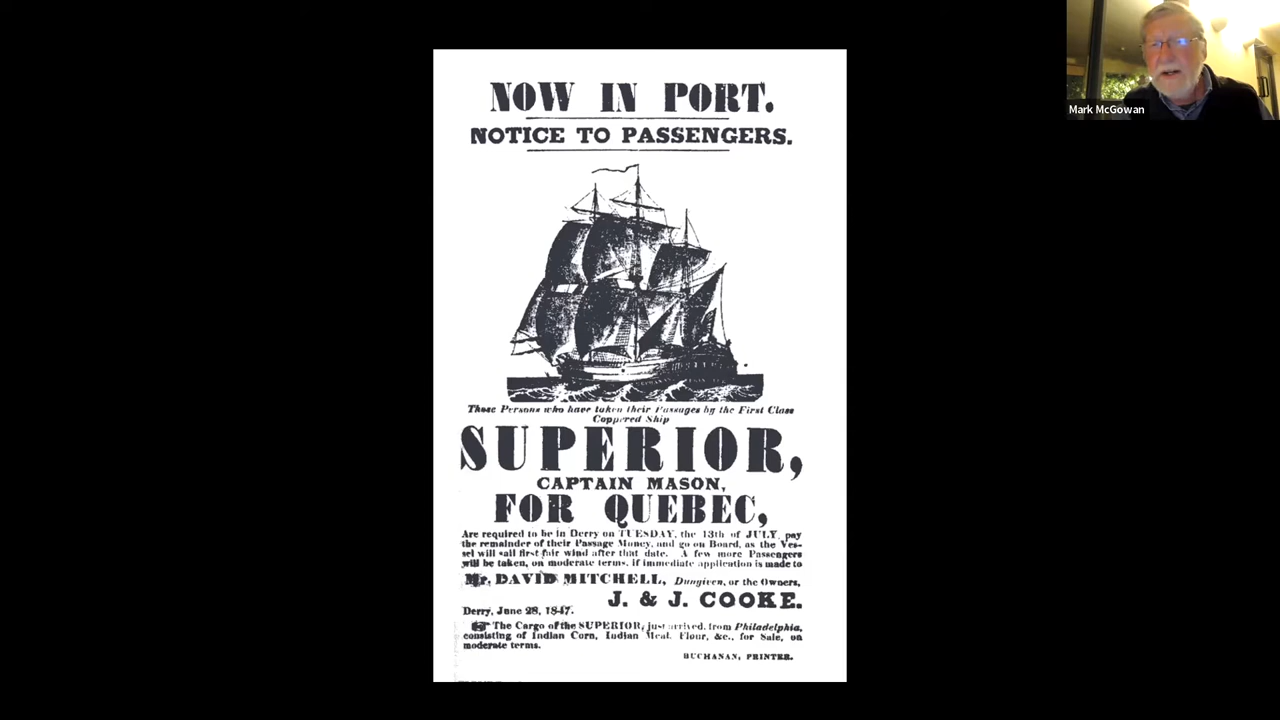 NOW IN PORT.
NOTICE TO PASSENGERS.
Those Persons who have taken their Passages by the First Class
Coppered Ship
SUPERIOR,
CAPTAIN MASON,
FOR QUEBEC,
Are required to be in Derry on TUESDAY, the 13th of JULY, pay
the remainder of their Passage Money, and go on Board, as the Ves-
sel will sail first fair wind after that date. A few more Passengers
will be taken, on moderate terms, if immediate application is made to
Mr. DAVID MITCHELL, Dungiven, or the Owners,
J. & J. COOKE.
Derry, June 28, 1847.
The Cargo of the SUPERIOR, just arrived, from Philadelphia,
consisting of Indian Corn, Indian Meal, Flour, &c., for Sale, on
moderate terms.
BUCHANAN, PRINTER.
Mark McGowan